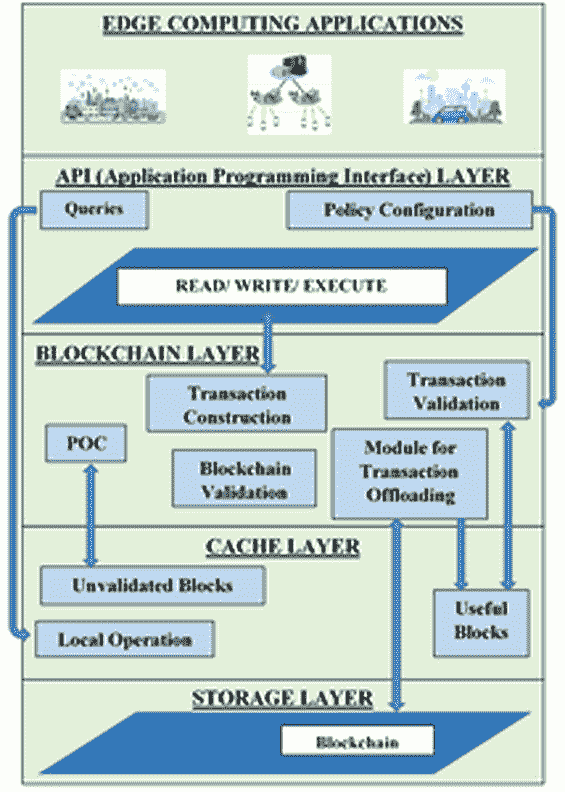 EDGE COMPUTING APPLICATIONS
API (Application Programming Interface) LAYER
Queries
Policy Configuration
READ/ WRITE/ EXECUTE
BLOCKCHAIN LAYER
Transaction
Construction
Transaction
Validation
POC
Blockchain
Validation
Module for
Transaction
Offloading
CACHE LAYER
Unvalidated Blocks
Local Operation
Useful
Blocks
STORAGE LAYER
Blockchain